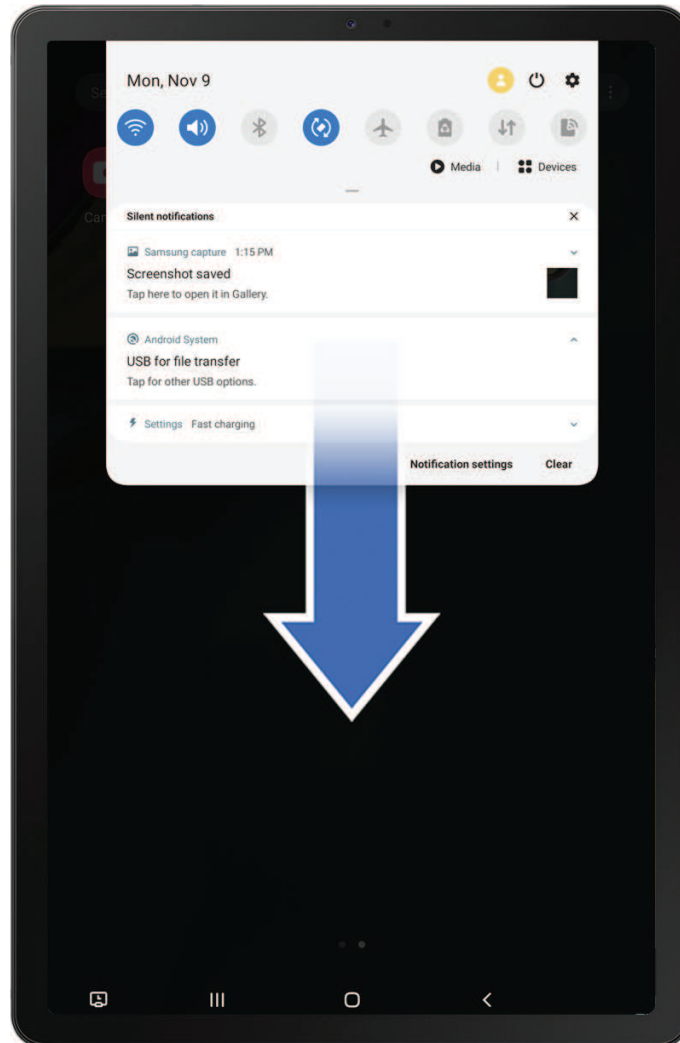 Mon, Nov 9
Media | Devices
Silent notifications
Samsung capture 1:15 PM
Screenshot saved
Tap here to open it in Gallery.
Android System
USB for file transfer
Tap for other USB options.
Settings Fast charging
Notification settings Clear